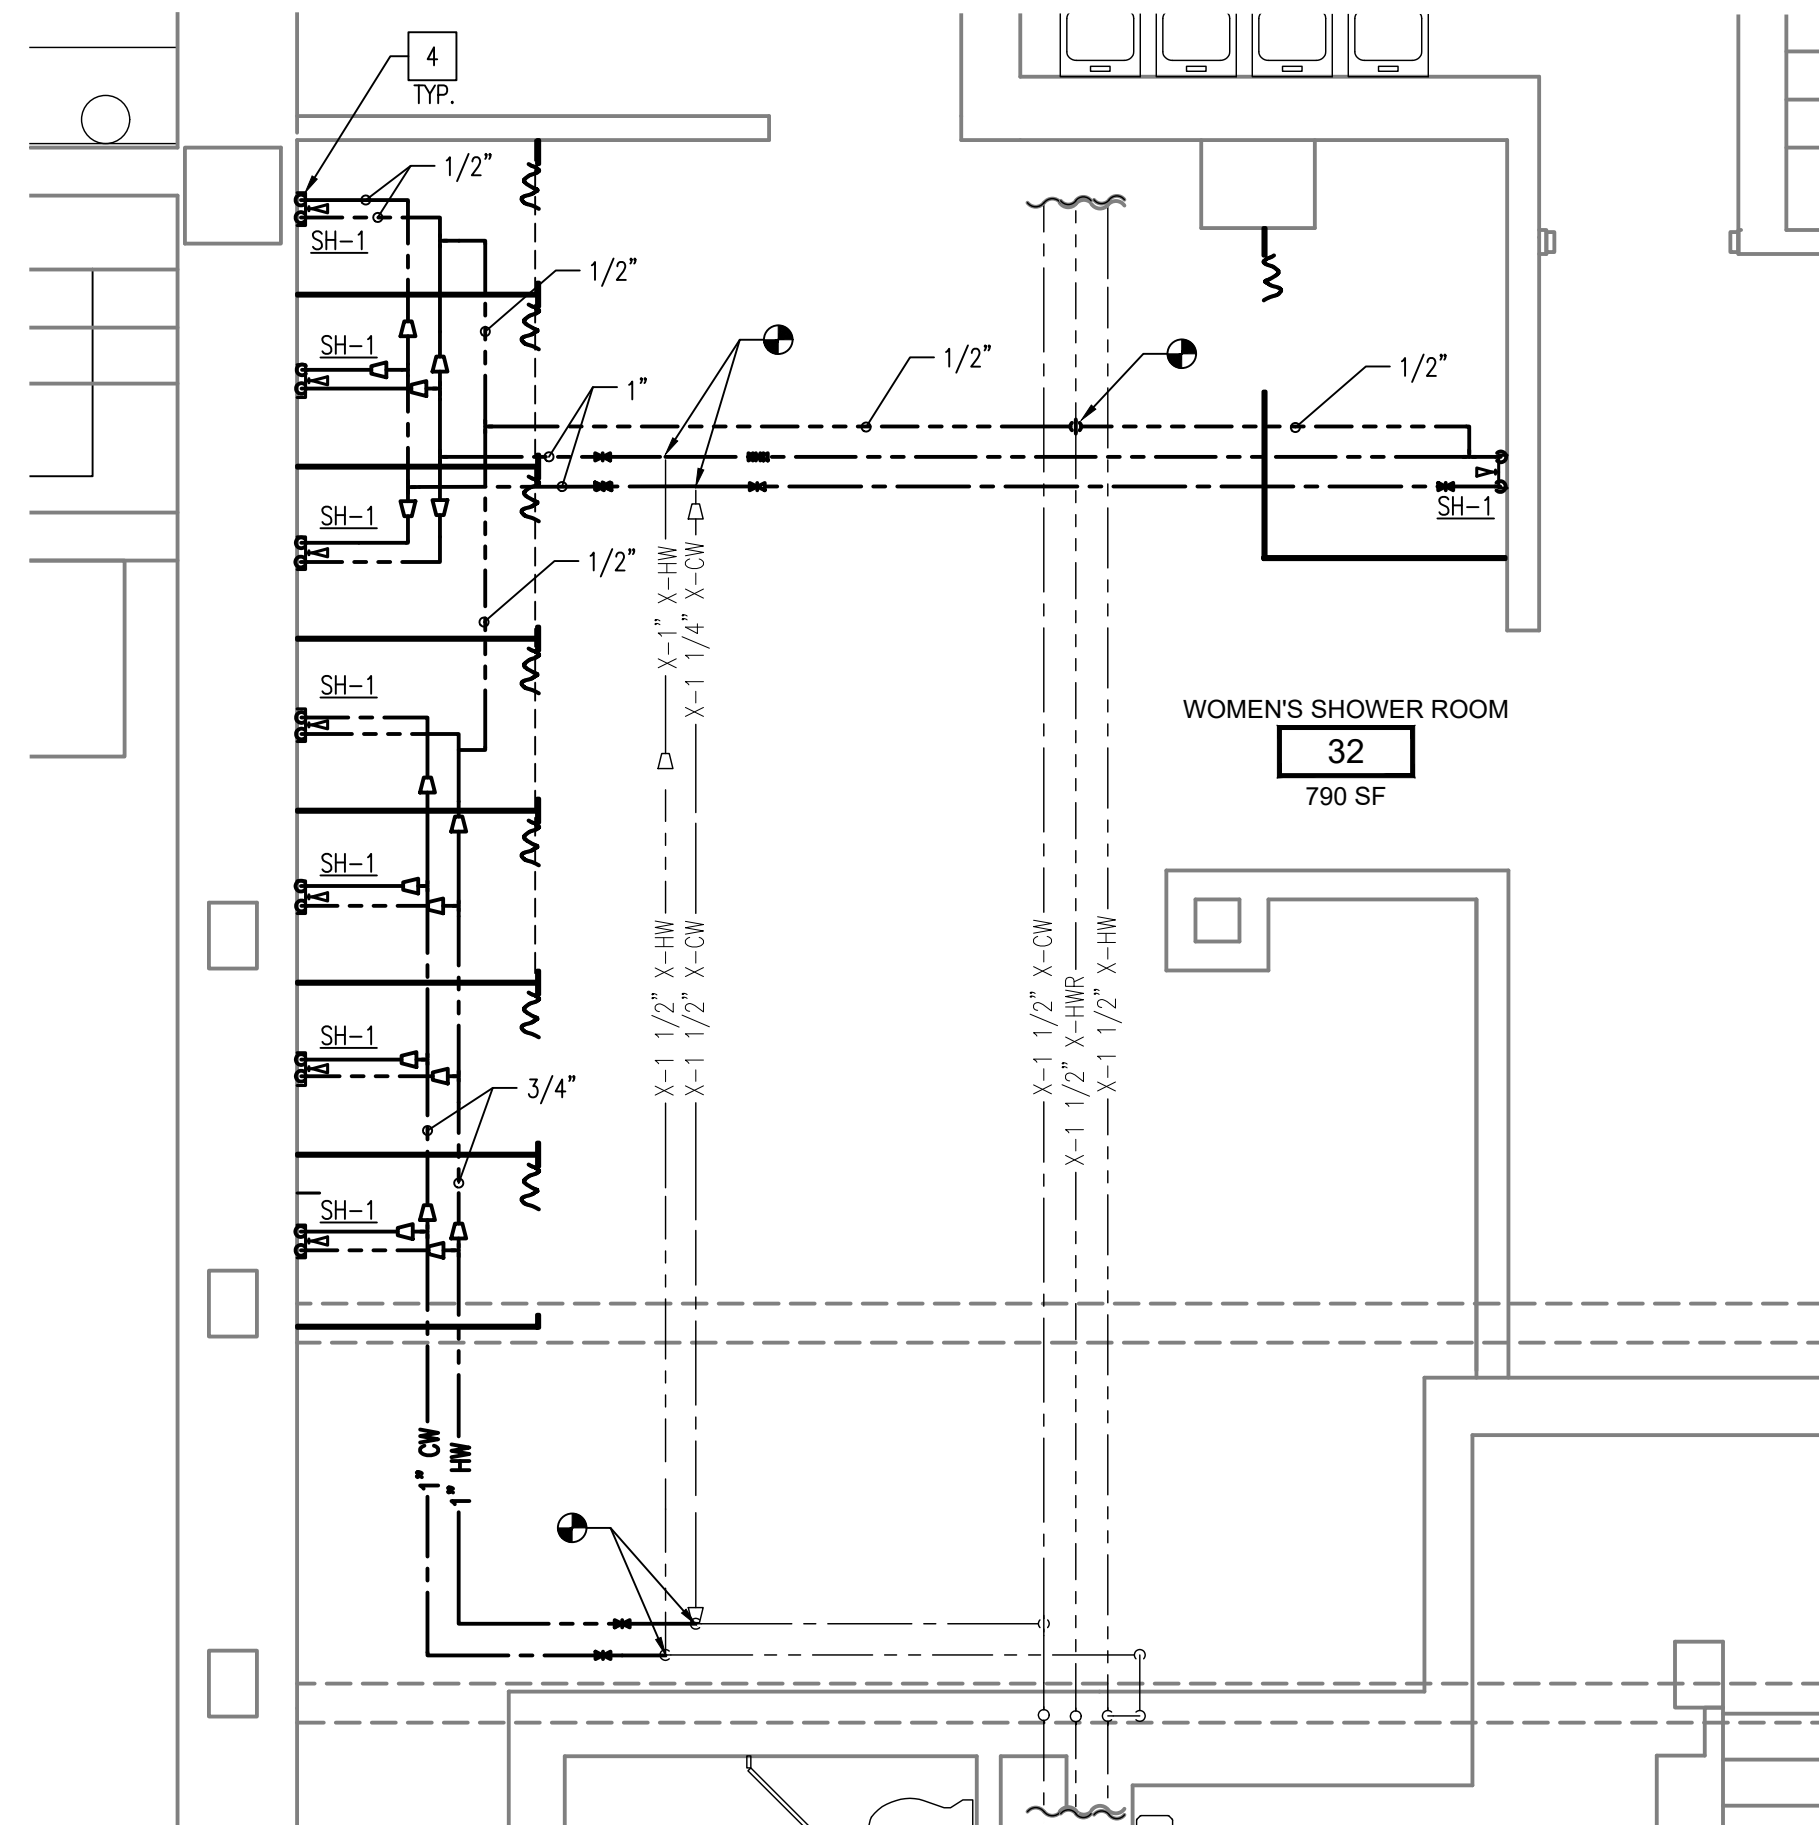 4
TYP.
1/2"
SH-1
1/2"
SH-1
1/2"
1/2"
1"
SH-1
SH-1
1/2"
X-1" X-HW
X-1 1/4" X-CW
SH-1
WOMEN'S SHOWER ROOM
32
790 SF
SH-1
X-1 1/2" X-HW
X-1 1/2" X-CW
X-1 1/2" X-CW
X-1 1/2" X-HWR
X-1 1/2" X-HW
SH-1
3/4"
SH-1
1" CW
1" HW